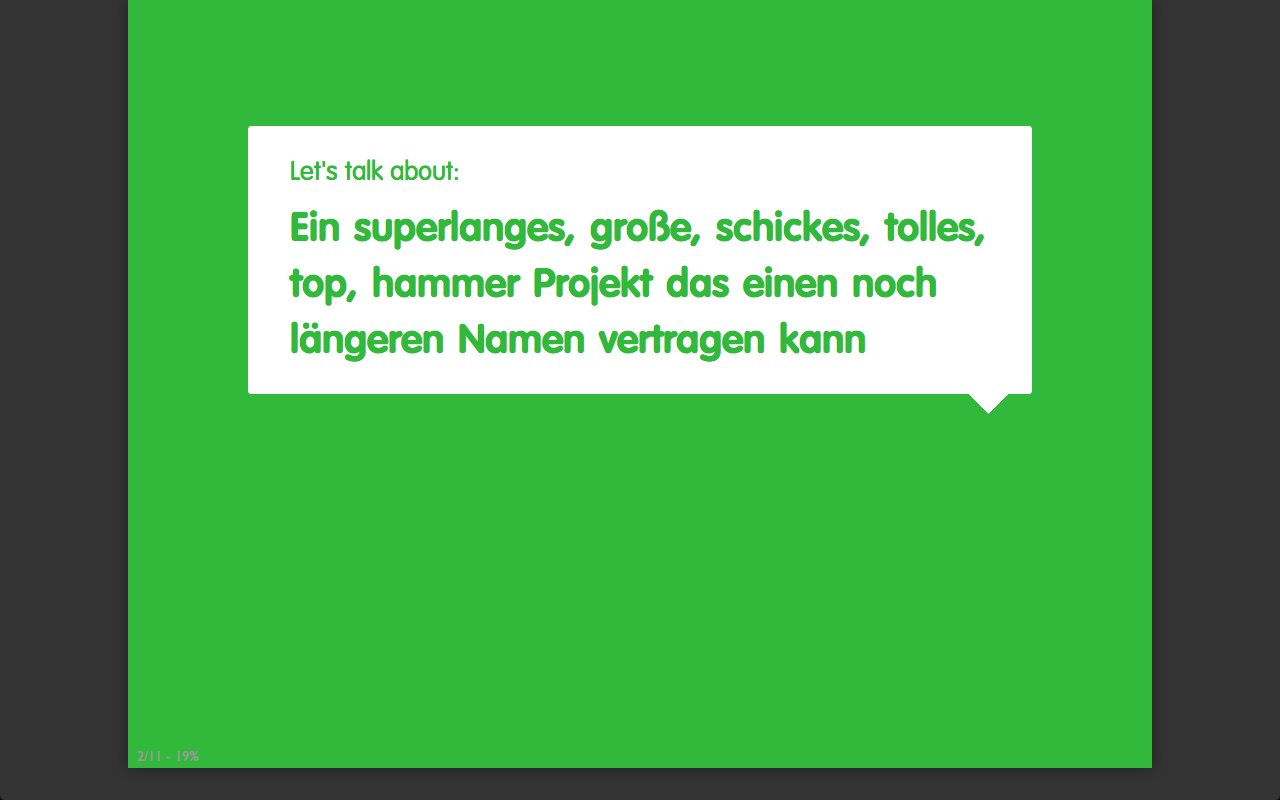 Let's talk about:
Ein superlanges, große, schickes, tolles,
top, hammer Projekt das einen noch
längeren Namen vertragen kann
2/11 - 19%